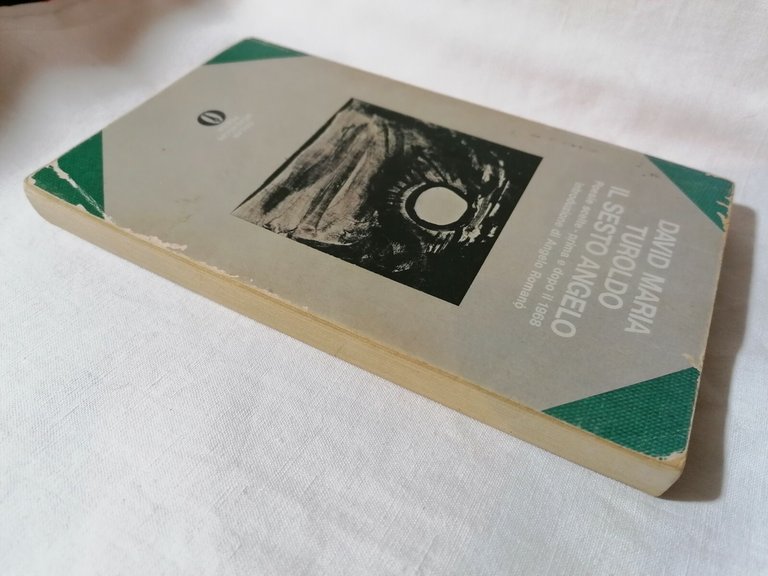 DAVID MARIA
TUROLDO
IL SESTO ANGELO
Poesie scelte - prima e dopo il 1968
Introduzione di Angelo Romanò